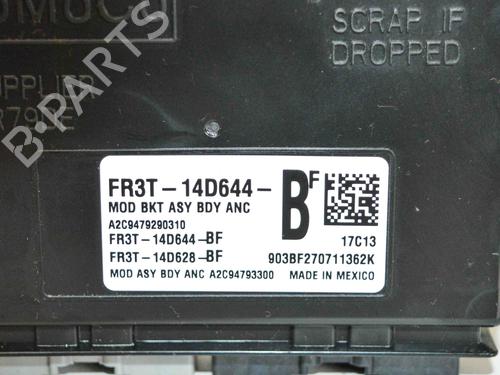 SCRAP IF
DROPPED
FR3T-14D644-
BF
MOD BKT ASY BDY ANC
A2C9479290310
FR3T-14D644-BF
17C13
FR3T-14D628-BF
903BF270711362K
MOD ASY BDY ANC A2C94793300
MADE IN MEXICO